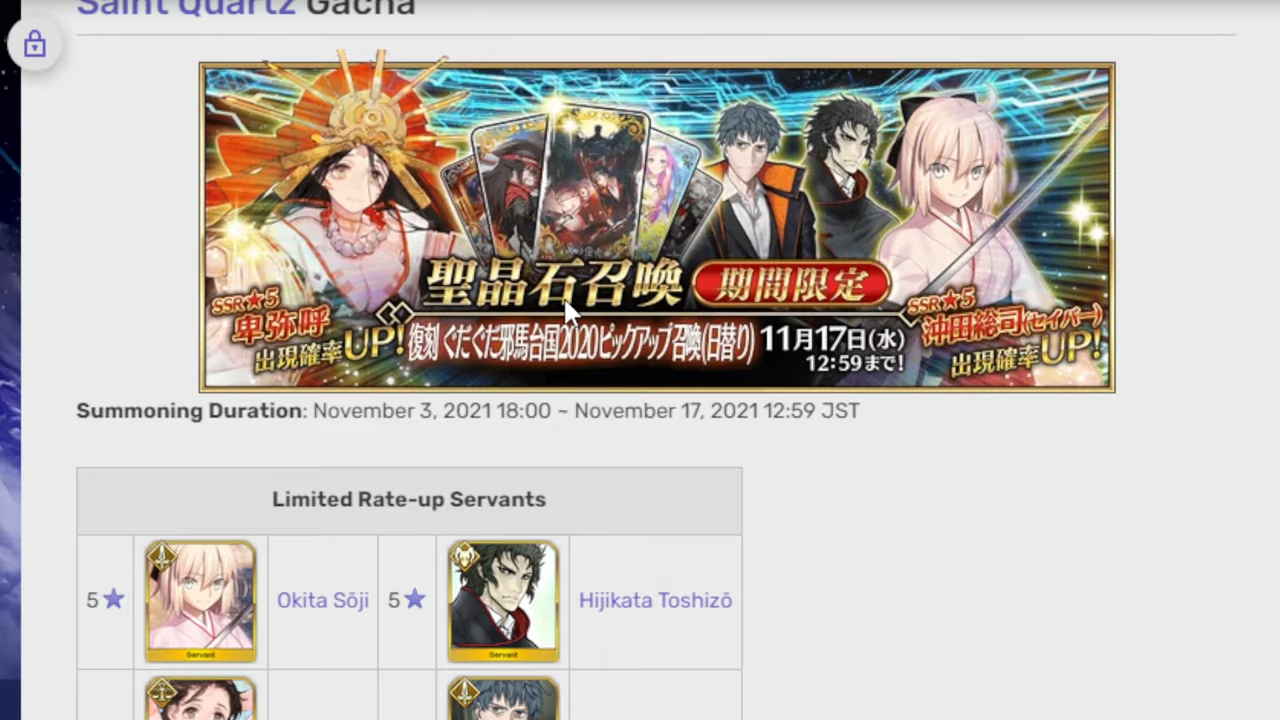 Saint Quartz Gacha
聖晶石召喚
期間限定
SSR★5
卑弥呼
出現確率UP!
復刻 ぐだぐだ邪馬台国2020ピックアップ召喚(日替り)
11月17日(水)
12:59まで!
SSR★5
沖田総司(セイバー)
出現確率UP!
Summoning Duration: November 3, 2021 18:00 ~ November 17, 2021 12:59 JST
Limited Rate-up Servants
5★ Servant Okita Sōji 5★ Servant Hijikata Toshizō